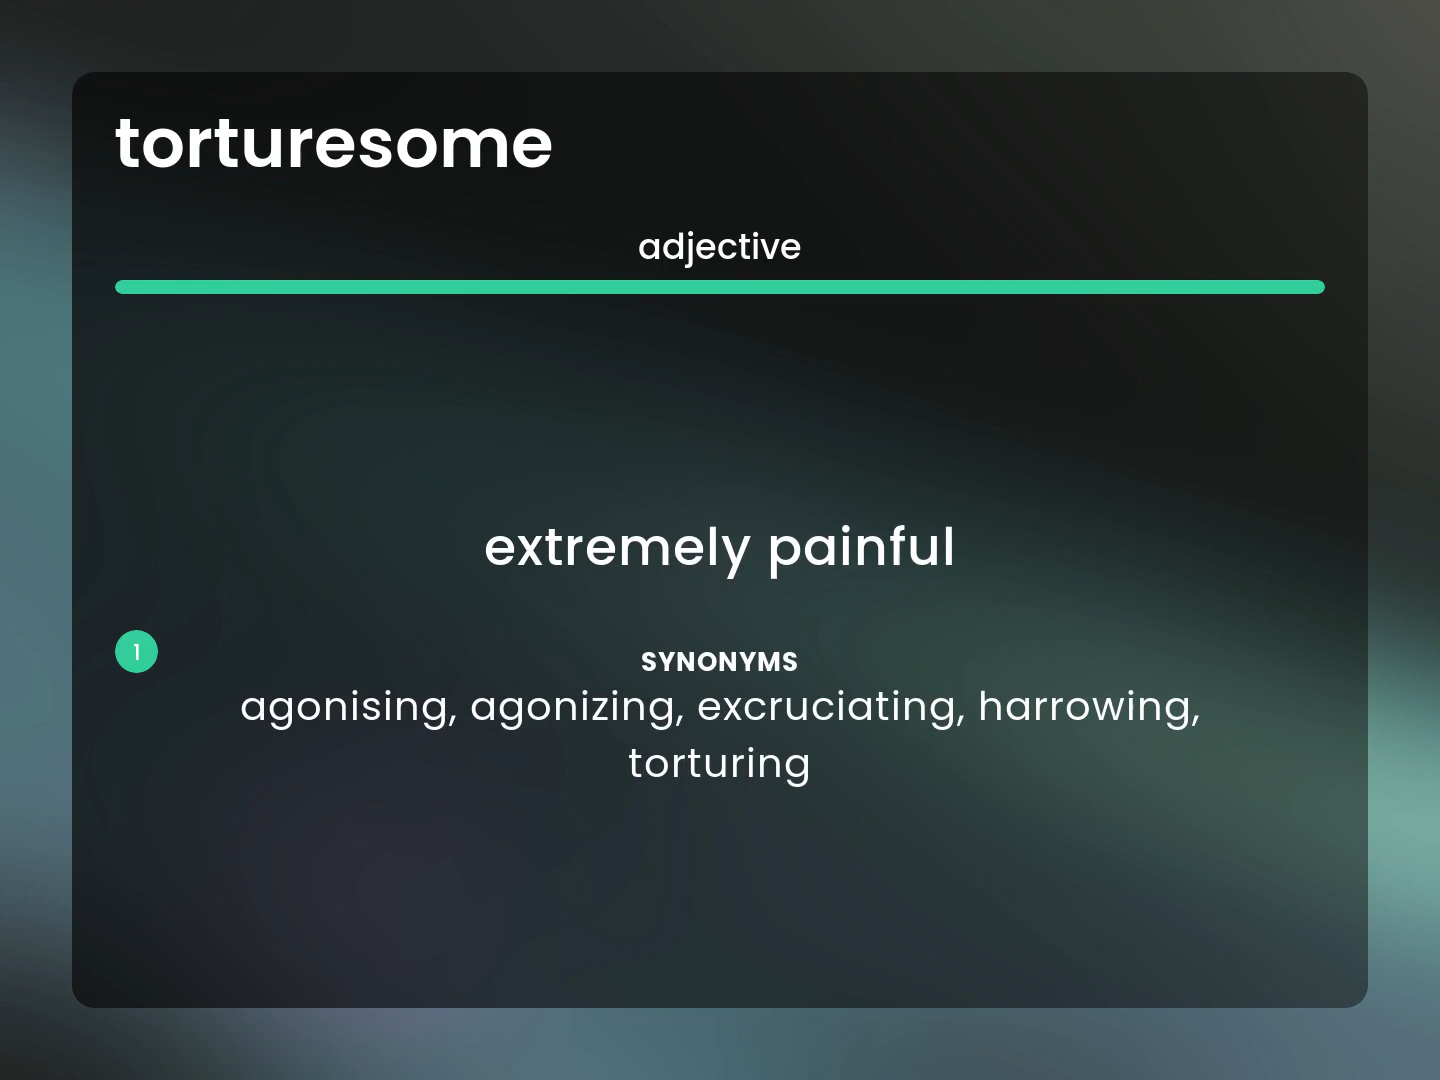 torturesome
adjective
extremely painful
1
SYNONYMS
agonising, agonizing, excruciating, harrowing,
torturing